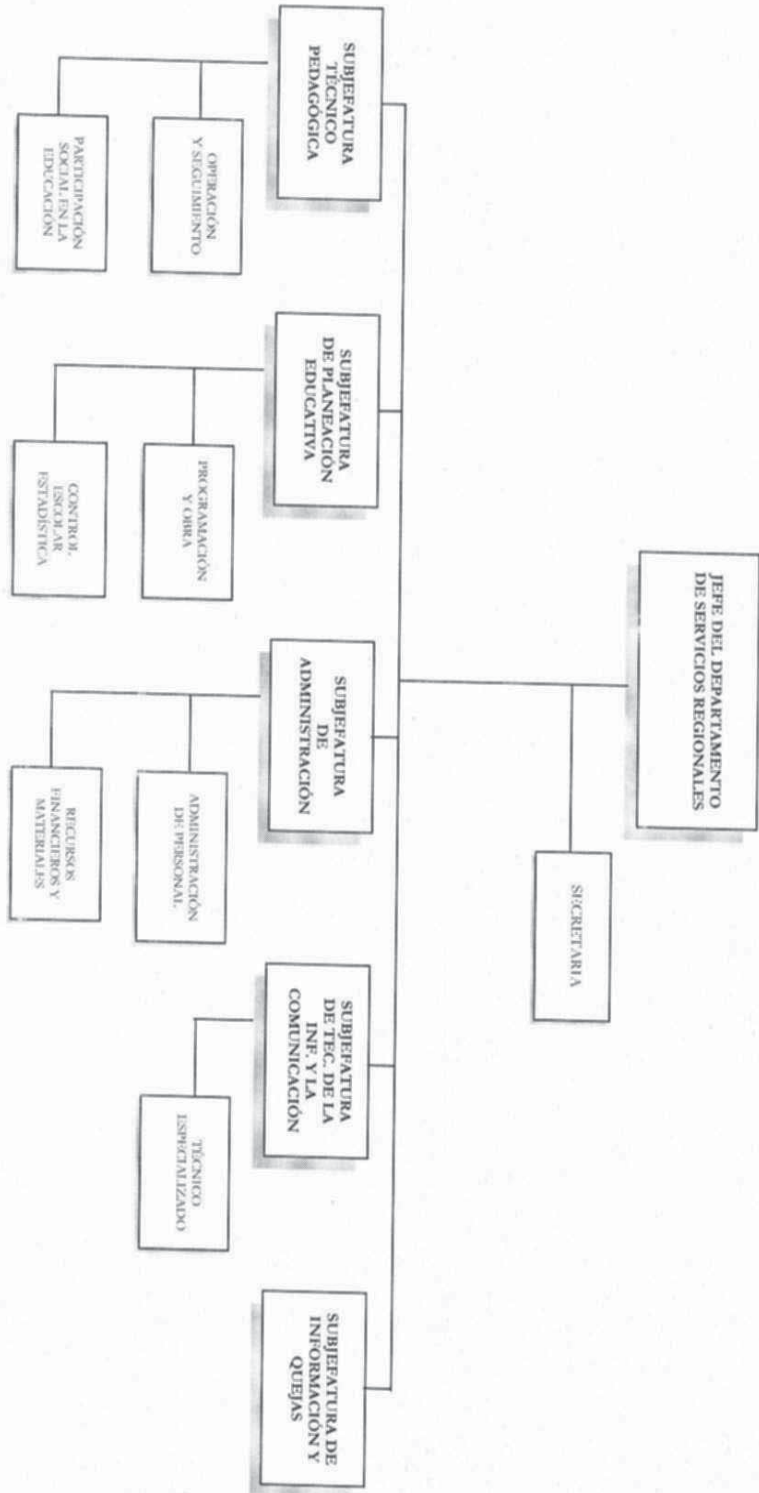 JEFE DEL DEPARTAMENTO
DE SERVICIOS REGIONALES
SECRETARIA
SUBJEFATURA
TÉCNICO
PEDAGÓGICA
OPERACIÓN
Y SEGUIMIENTO
PARTICIPACIÓN
SOCIAL EN LA
EDUCACIÓN
SUBJEFATURA
DE PLANEACIÓN
EDUCATIVA
PROGRAMACIÓN
Y OBRA
CONTROL
ESCOLAR
ESTADÍSTICA
SUBJEFATURA
DE
ADMINISTRACIÓN
ADMINISTRACIÓN
DE PERSONAL
RECURSOS
FINANCIEROS Y
MATERIALES
SUBJEFATURA
DE TEC. DE LA
INF. Y LA
COMUNICACIÓN
TÉCNICO
ESPECIALIZADO
SUBJEFATURA DE
INFORMACIÓN Y
QUEJAS